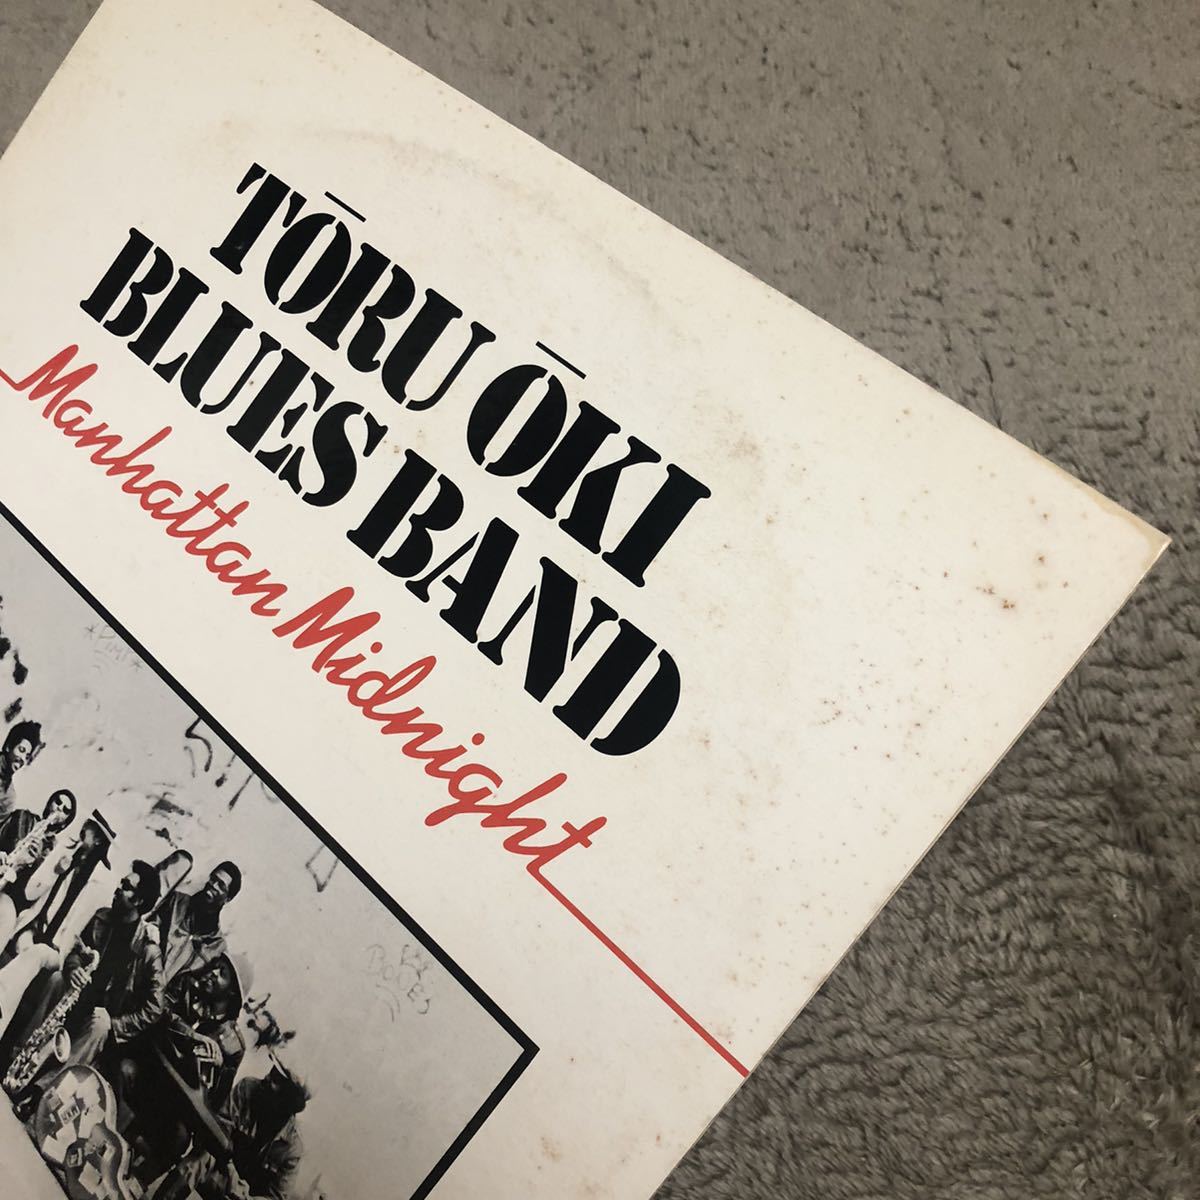 TŌRU ŌKI
BLUES BAND
Manhattan Midnight